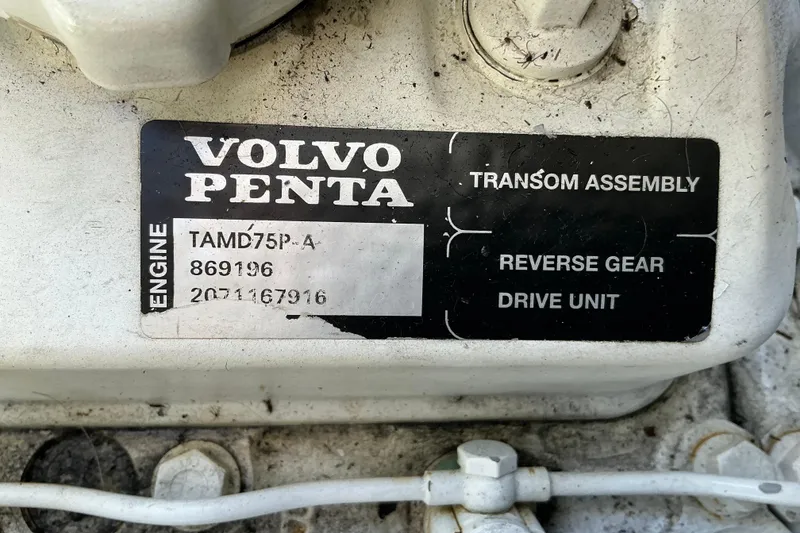 VOLVO
PENTA
ENGINE
TAMD75P-A
869196
2071167916
TRANSOM ASSEMBLY
REVERSE GEAR
DRIVE UNIT